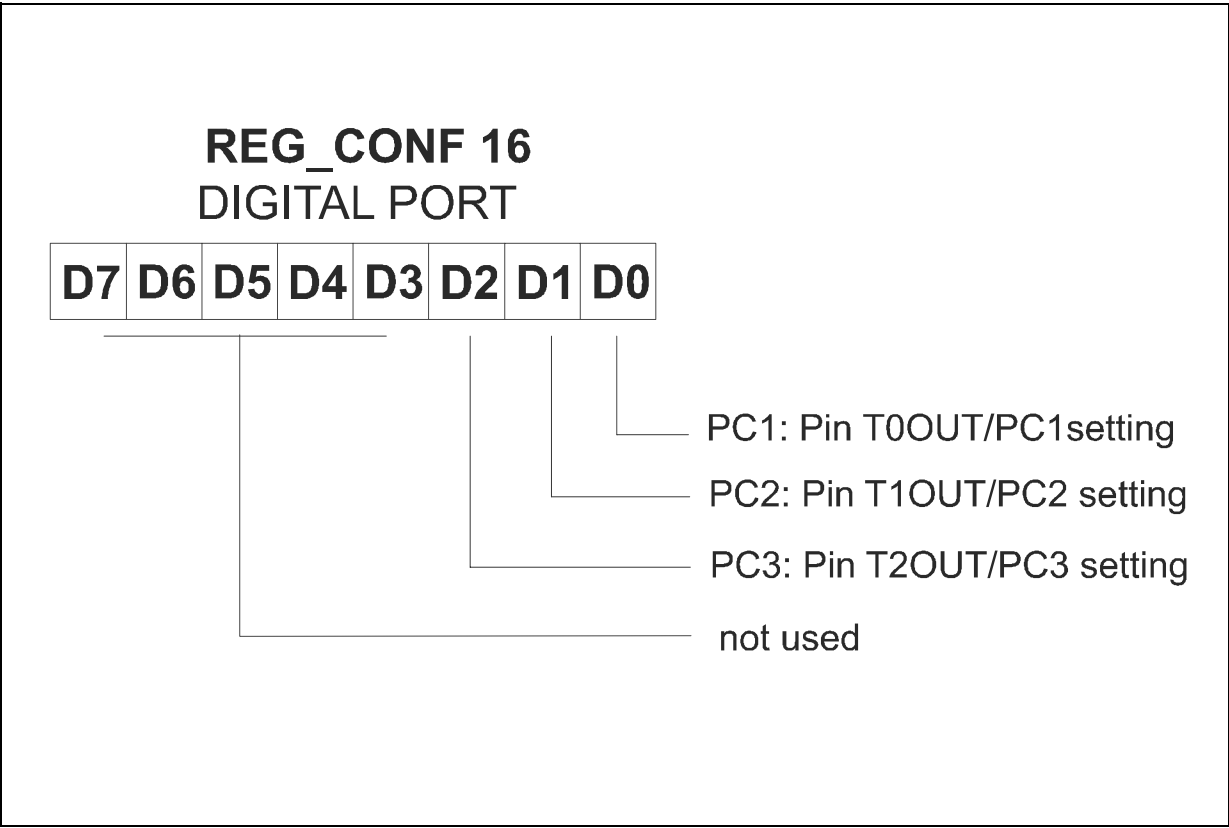 REG_CONF 16
DIGITAL PORT
D7 D6 D5 D4 D3 D2 D1 D0
PC1: Pin T0OUT/PC1setting
PC2: Pin T1OUT/PC2 setting
PC3: Pin T2OUT/PC3 setting
not used